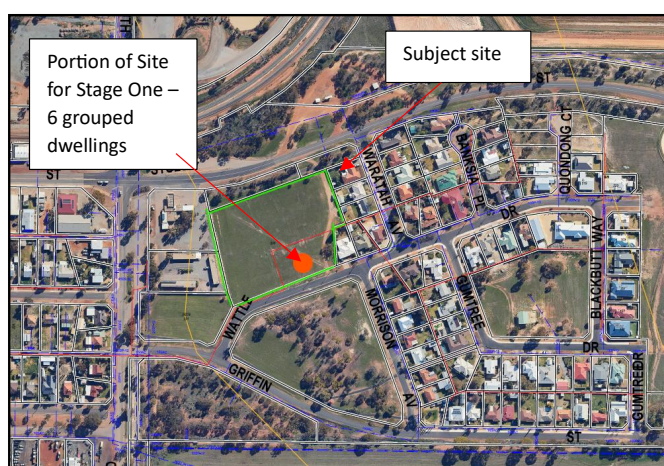 Portion of Site
for Stage One –
6 grouped
dwellings
Subject site
ST
ST
WARATAH
AV
BANKSIA PL
QUONDONG CT
DR
BLACKBUTT WAY
WATTLE
MORRISON
AV
GUMTREE
DR
GUMTREE
DR
GRIFFIN
ST